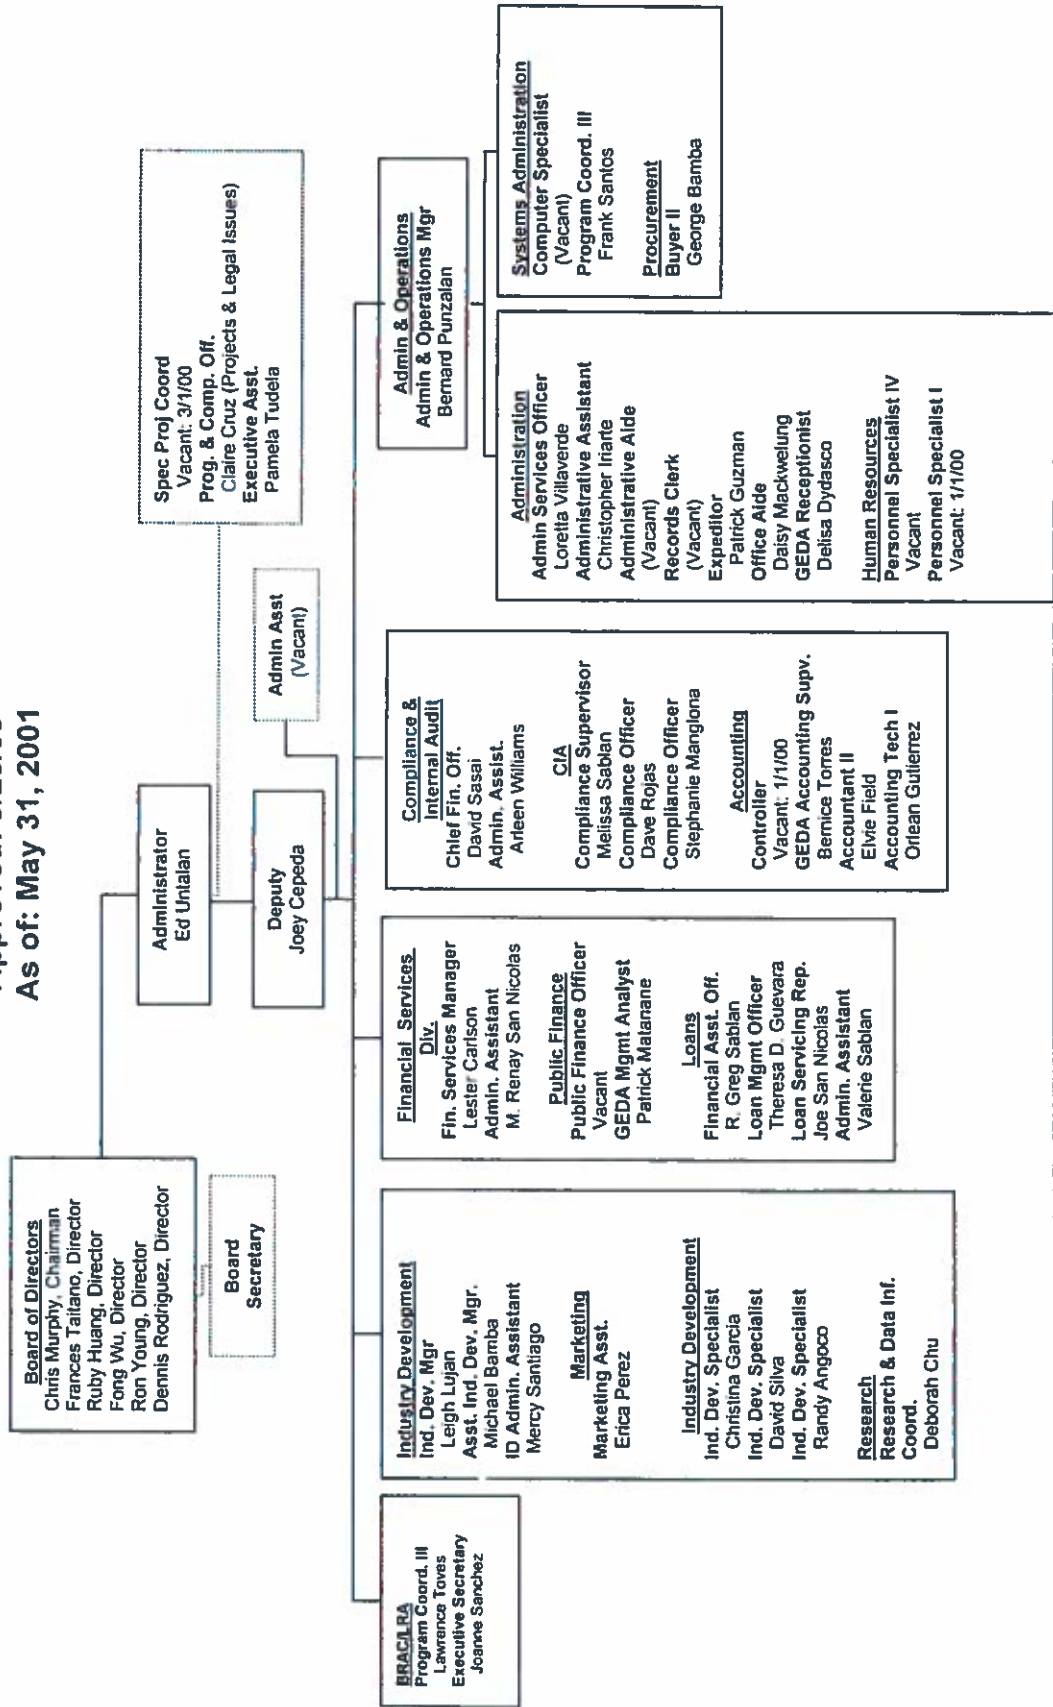 As of: May 31, 2001
Board of Directors
Chris Murphy, Chairman
Frances Taitano, Director
Ruby Huang, Director
Fong Wu, Director
Ron Young, Director
Dennis Rodriguez, Director
Board
Secretary
Administrator
Ed Untalan
Deputy
Joey Cepeda
Admin Asst
(Vacant)
Spec Proj Coord
Vacant: 3/1/00
Prog. & Comp. Off.
Claire Cruz (Projects & Legal Issues)
Executive Asst.
Pamela Tudela
BRAC/LRA
Program Coord. III
Lawrence Toves
Executive Secretary
Joanne Sanchez
Industry Development
Ind. Dev. Mgr
Leigh Lujan
Asst. Ind. Dev. Mgr.
Michael Bamba
ID Admin. Assistant
Mercy Santiago
Marketing
Marketing Asst.
Erica Perez
Industry Development
Ind. Dev. Specialist
Christina Garcia
Ind. Dev. Specialist
David Silva
Ind. Dev. Specialist
Randy Angoco
Research
Research & Data Inf.
Coord.
Deborah Chu
Financial Services
Div.
Fin. Services Manager
Lester Carlson
Admin. Assistant
M. Renay San Nicolas
Public Finance
Public Finance Officer
Vacant
GEDA Mgmt Analyst
Patrick Matanane
Loans
Financial Asst. Off.
R. Greg Sablan
Loan Mgmt Officer
Theresa D. Guevara
Loan Servicing Rep.
Joe San Nicolas
Admin. Assistant
Valerie Sablan
Compliance &
Internal Audit
Chief Fin. Off.
David Sasai
Admin. Assist.
Arleen Williams
CIA
Compliance Supervisor
Melissa Sablan
Compliance Officer
Dave Rojas
Compliance Officer
Stephanie Manglona
Accounting
Controller
Vacant: 1/1/00
GEDA Accounting Supv.
Bernice Torres
Accountant II
Elvie Field
Accounting Tech I
Orlean Gutierrez
Admin & Operations
Admin & Operations Mgr
Bernard Punzalan
Administration
Admin Services Officer
Loretta Villaverde
Administrative Assistant
Christopher Iriarte
Administrative Aide
(Vacant)
Records Clerk
(Vacant)
Expeditor
Patrick Guzman
Office Aide
Daisy Mackwelung
GEDA Receptionist
Delisa Dydasco
Human Resources
Personnel Specialist IV
Vacant
Personnel Specialist I
Vacant: 1/1/00
Systems Administration
Computer Specialist
(Vacant)
Program Coord. III
Frank Santos
Procurement
Buyer II
George Bamba